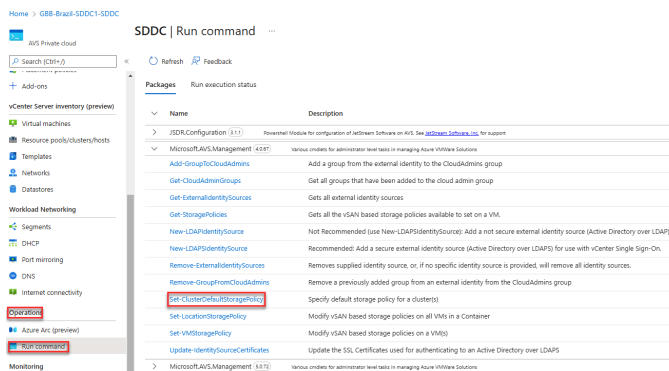 Home > GBB-Brazil-SDDC1-SDDC
SDDC | Run command ...
AVS Private cloud
Search (Ctrl+/)
«
Refresh
Feedback
Add-ons
vCenter Server inventory (preview)
Virtual machines
Resource pools/clusters/hosts
Templates
Networks
Datastores
Workload Networking
Segments
DHCP
Port mirroring
DNS
Internet connectivity
Operations
Azure Arc (preview)
Run command
Monitoring
Packages Run execution status
Name Description
JSDR.Configuration 3.1.1 Powershell Module for configuration of JetStream Software on AVS. See JetStream Software, Inc. for support
Microsoft.AVS.Management 4.0.67 Various cmdlets for administrator level tasks in managing Azure VMWare Solutions
Add-GroupToCloudAdmins Add a group from the external identity to the CloudAdmins group
Get-CloudAdminGroups Get all groups that have been added to the cloud admin group
Get-ExternalIdentitySources Gets all external identity sources
Get-StoragePolicies Gets all the vSAN based storage policies available to set on a VM.
New-LDAPIdentitySource Not Recommended (use New-LDAPSIdentitySource): Add a not secure external identity source (Active Directory over LDAP)
New-LDAPSIdentitySource Recommended: Add a secure external identity source (Active Directory over LDAPS) for use with vCenter Single Sign-On.
Remove-ExternalIdentitySources Removes supplied identity source, or, if no specific identity source is provided, will remove all identity sources.
Remove-GroupFromCloudAdmins Remove a previously added group from an external identity from the CloudAdmins group
Set-ClusterDefaultStoragePolicy Specify default storage policy for a cluster(s)
Set-LocationStoragePolicy Modify vSAN based storage policies on all VMs in a Container
Set-VMStoragePolicy Modify vSAN based storage policies on a VM(s)
Update-IdentitySourceCertificates Update the SSL Certificates used for authenticating to an Active Directory over LDAPS
Microsoft.AVS.Management 5.0.72 Various cmdlets for administrator level tasks in managing Azure VMWare Solutions